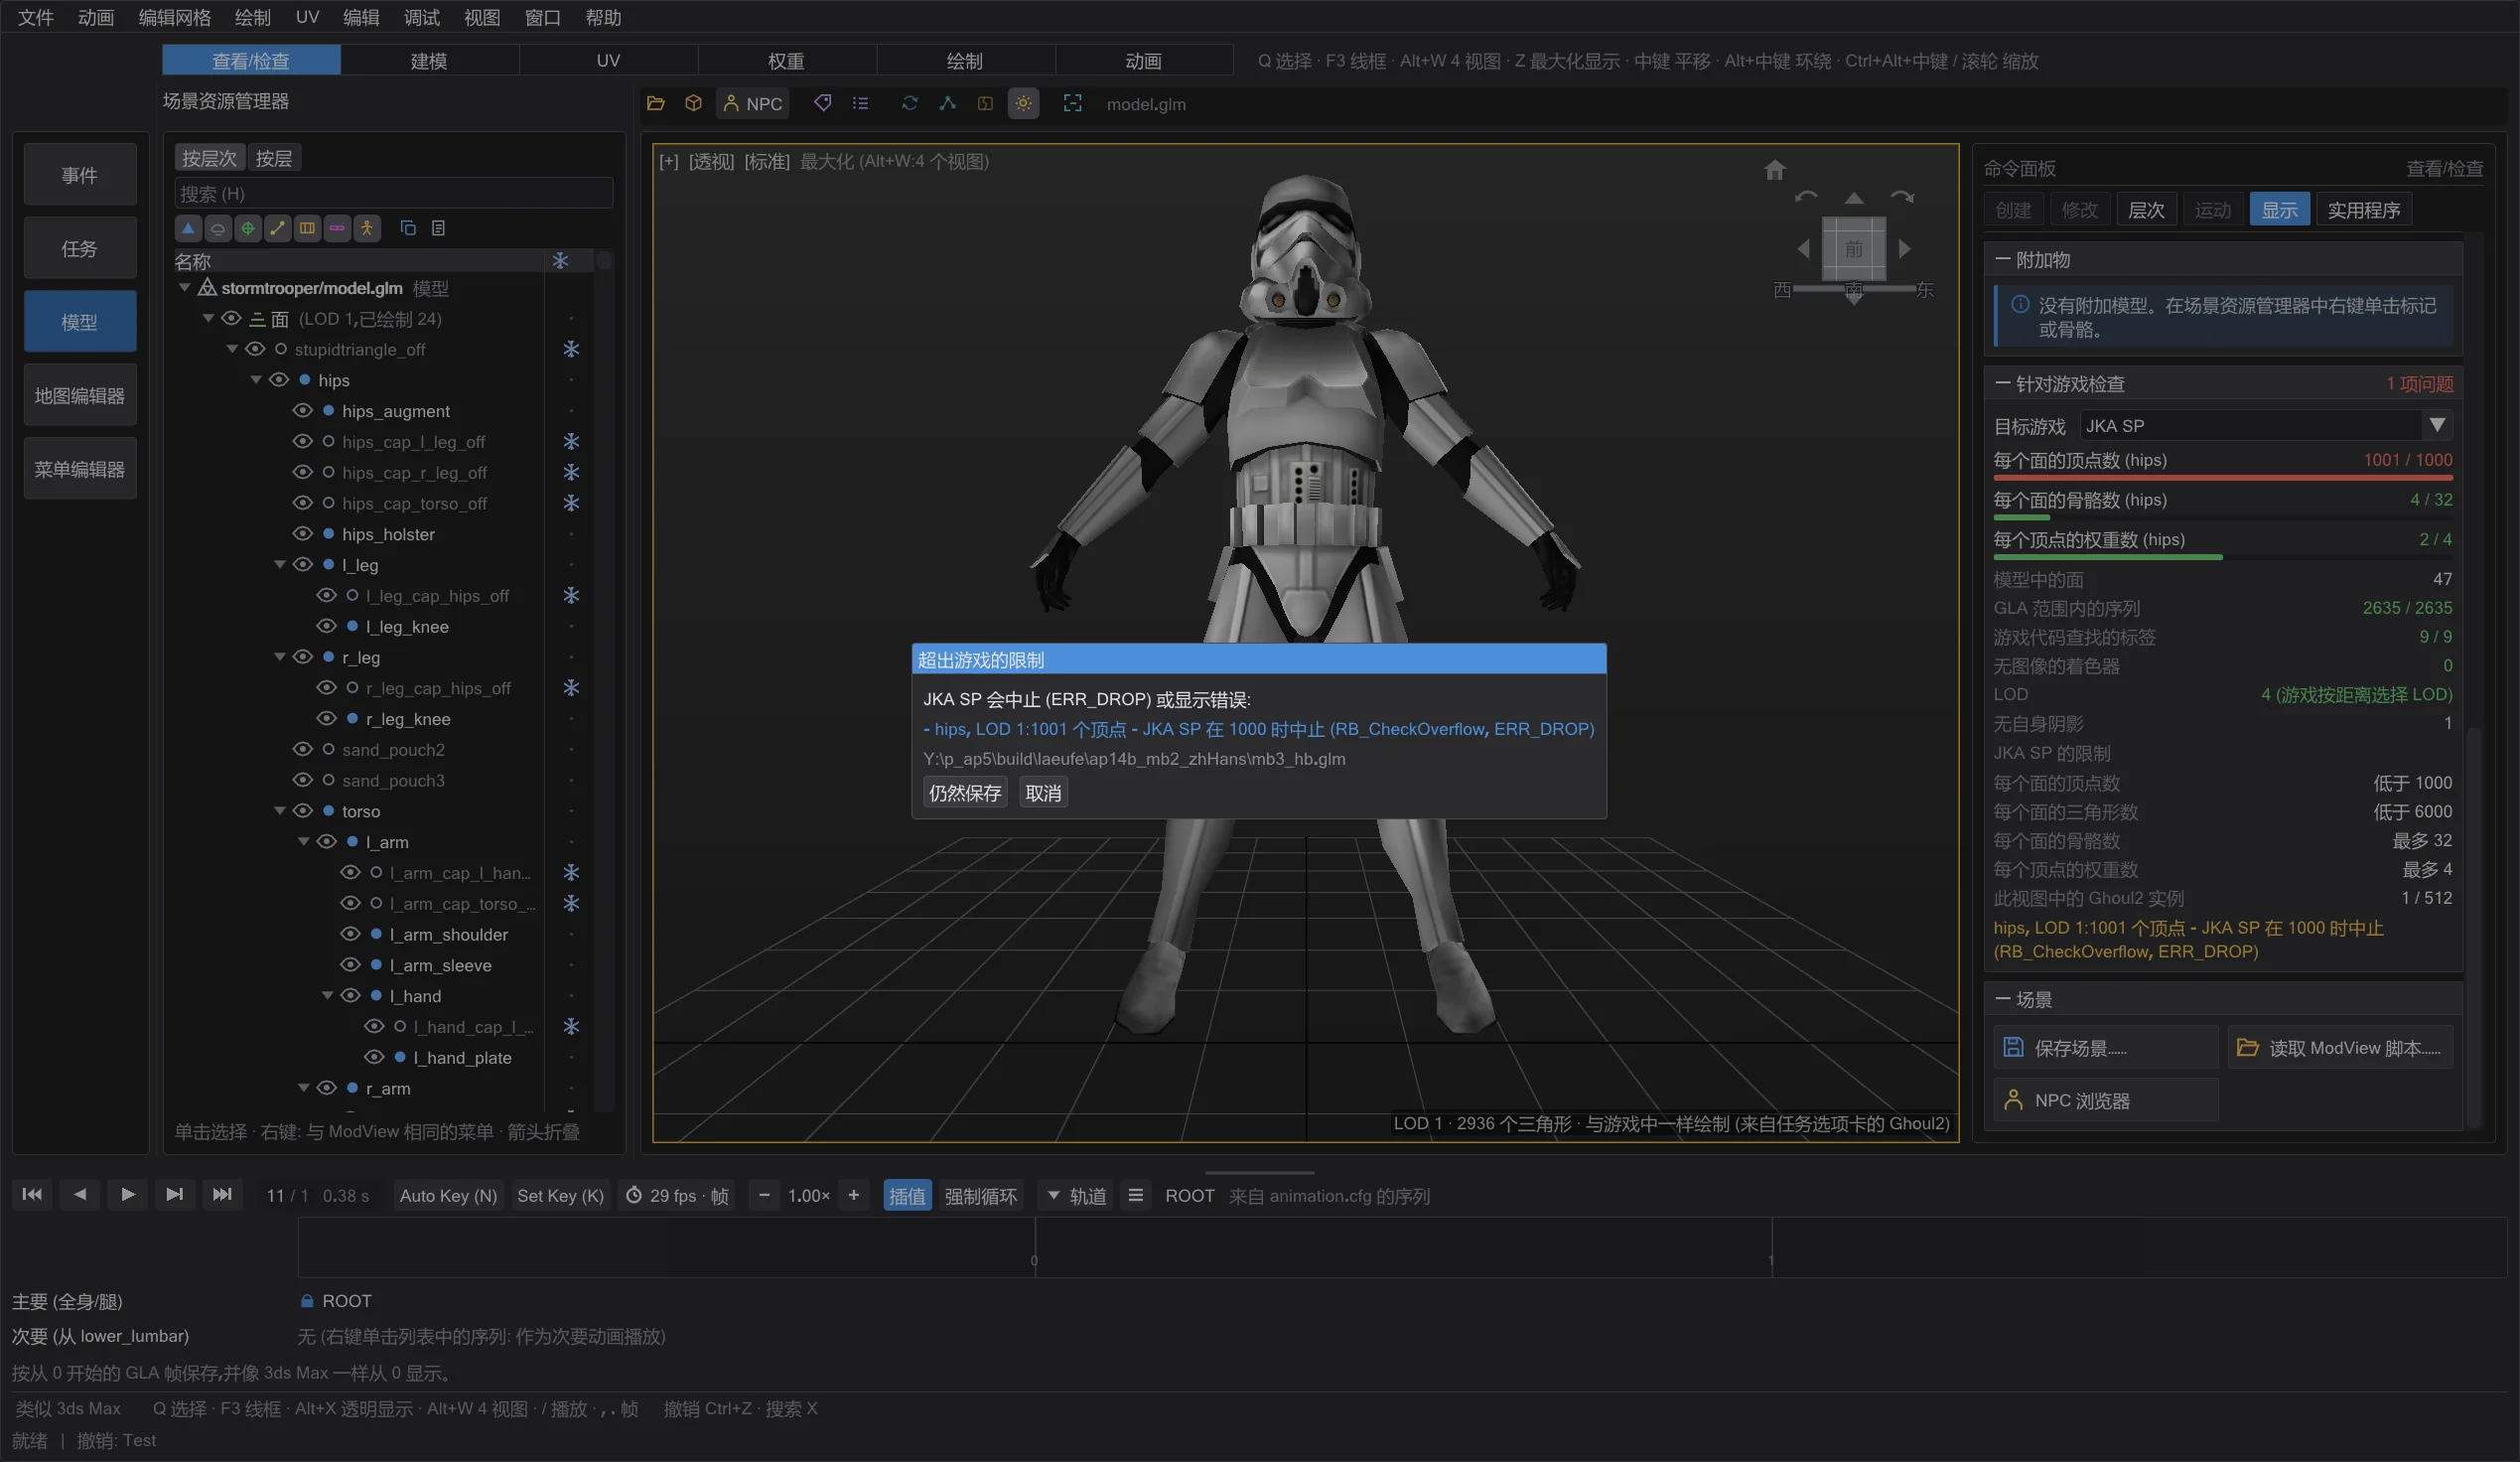 文件 动画 编辑网格 绘制 UV 编辑 调试 视图 窗口 帮助
查看/检查 建模 UV 权重 绘制 动画 Q 选择 · F3 线框 · Alt+W 4 视图 · Z 最大化显示 · 中键 平移 · Alt+中键 环绕 · Ctrl+Alt+中键 / 滚轮 缩放
场景资源管理器
NPC model.glm
事件
任务
模型
地图编辑器
菜单编辑器
按层次 按层
搜索 (H)
名称
stormtrooper/model.glm 模型
面 (LOD 1,已绘制 24)
stupidtriangle_off
hips
hips_augment
hips_cap_l_leg_off
hips_cap_r_leg_off
hips_cap_torso_off
hips_holster
l_leg
l_leg_cap_hips_off
l_leg_knee
r_leg
r_leg_cap_hips_off
r_leg_knee
sand_pouch2
sand_pouch3
torso
l_arm
l_arm_cap_l_han...
l_arm_cap_torso_...
l_arm_shoulder
l_arm_sleeve
l_hand
l_hand_cap_l_...
l_hand_plate
r_arm
单击选择 · 右键: 与 ModView 相同的菜单 · 箭头折叠
[+] [透视] [标准] 最大化 (Alt+W:4 个视图)
前
西 南 东
超出游戏的限制
JKA SP 会中止 (ERR_DROP) 或显示错误:
- hips, LOD 1:1001 个顶点 - JKA SP 在 1000 时中止 (RB_CheckOverflow, ERR_DROP)
Y:\p_ap5\build\laeufe\ap14b_mb2_zhHans\mb3_hb.glm
仍然保存 取消
LOD 1 · 2936 个三角形 · 与游戏中一样绘制 (来自任务选项卡的 Ghoul2)
命令面板 查看/检查
创建 修改 层次 运动 显示 实用程序
附加物
没有附加模型。在场景资源管理器中右键单击标记
或骨骼。
针对游戏检查 1 项问题
目标游戏 JKA SP
每个面的顶点数 (hips) 1001 / 1000
每个面的骨骼数 (hips) 4 / 32
每个顶点的权重数 (hips) 2 / 4
模型中的面 47
GLA 范围内的序列 2635 / 2635
游戏代码查找的标签 9 / 9
无图像的着色器 0
LOD 4 (游戏按距离选择 LOD)
无自身阴影 1
JKA SP 的限制
每个面的顶点数 低于 1000
每个面的三角形数 低于 6000
每个面的骨骼数 最多 32
每个顶点的权重数 最多 4
此视图中的 Ghoul2 实例 1 / 512
hips, LOD 1:1001 个顶点 - JKA SP 在 1000 时中止
(RB_CheckOverflow, ERR_DROP)
场景
保存场景...... 读取 ModView 脚本......
NPC 浏览器
11 / 1 0.38 s Auto Key (N) Set Key (K) 29 fps · 帧 − 1.00× + 插值 强制循环 轨道 ROOT 来自 animation.cfg 的序列
0 1
主要 (全身/腿) ROOT
次要 (从 lower_lumbar) 无 (右键单击列表中的序列: 作为次要动画播放)
按从 0 开始的 GLA 帧保存,并像 3ds Max 一样从 0 显示。
类似 3ds Max Q 选择 · F3 线框 · Alt+X 透明显示 · Alt+W 4 视图 · / 播放 · , . 帧 撤销 Ctrl+Z · 搜索 X
就绪 | 撤销: Test